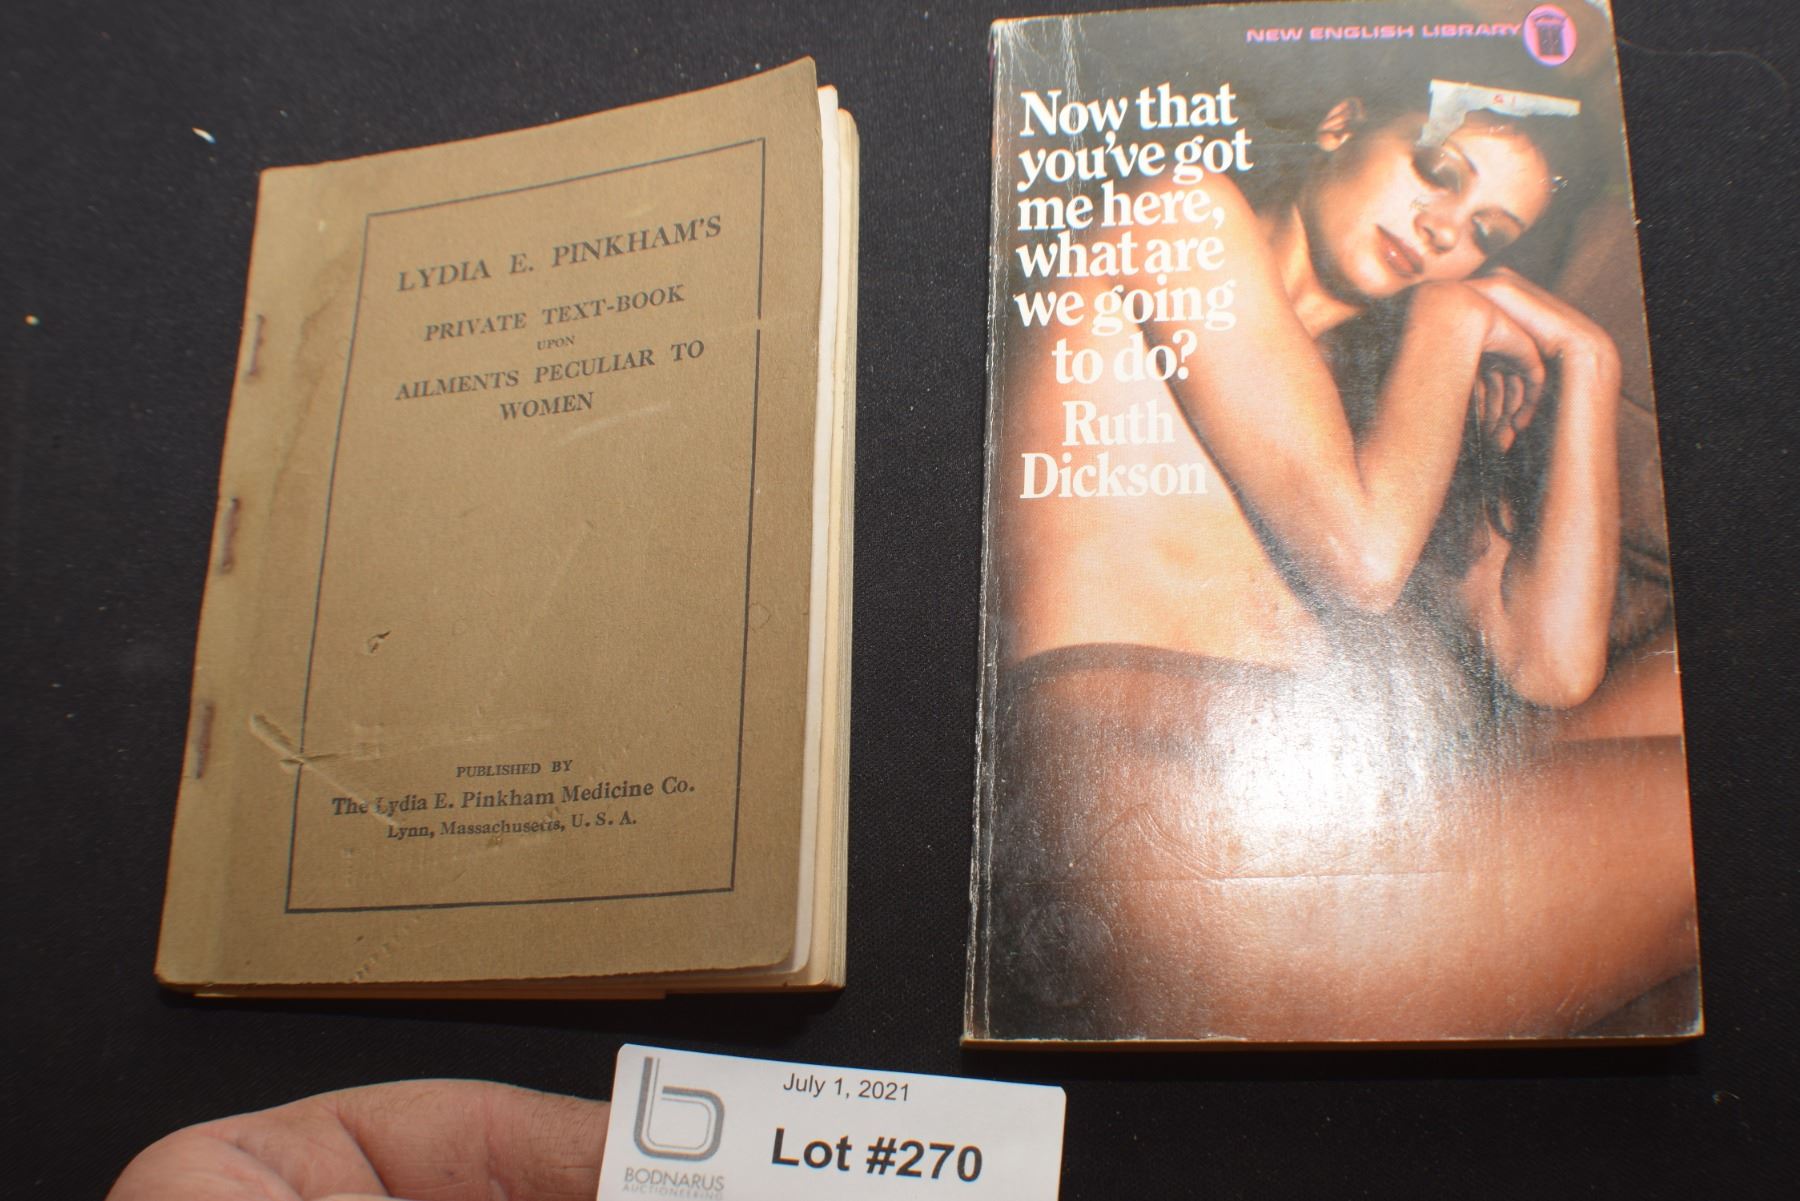 LYDIA E. PINKHAM'S
PRIVATE TEXT-BOOK
UPON
AILMENTS PECULIAR TO
WOMEN
PUBLISHED BY
The Lydia E. Pinkham Medicine Co.
Lynn, Massachusetts, U. S. A.
NEW ENGLISH LIBRARY
Now that
you've got
me here,
what are
we going
to do?
Ruth
Dickson
July 1, 2021
Lot #270
BODNARUS
AUCTIONEERING